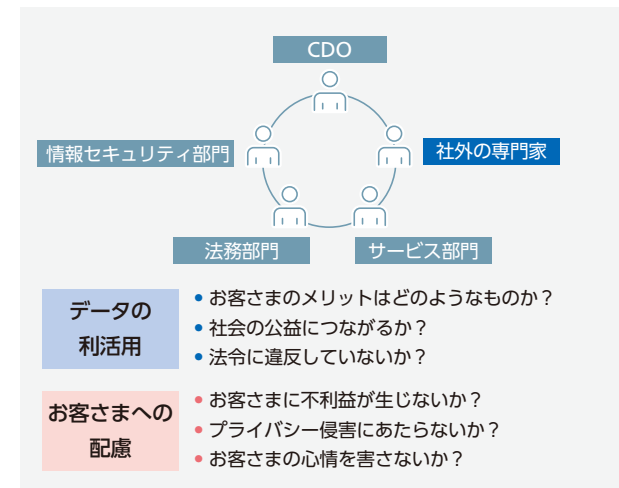 CDO
情報セキュリティ部門
社外の専門家
法務部門
サービス部門
データの
利活用
• お客さまのメリットはどのようなものか？
• 社会の公益につながるか？
• 法令に違反していないか？
お客さまへの
配慮
• お客さまに不利益が生じないか？
• プライバシー侵害にあたらないか？
• お客さまの心情を害さないか？